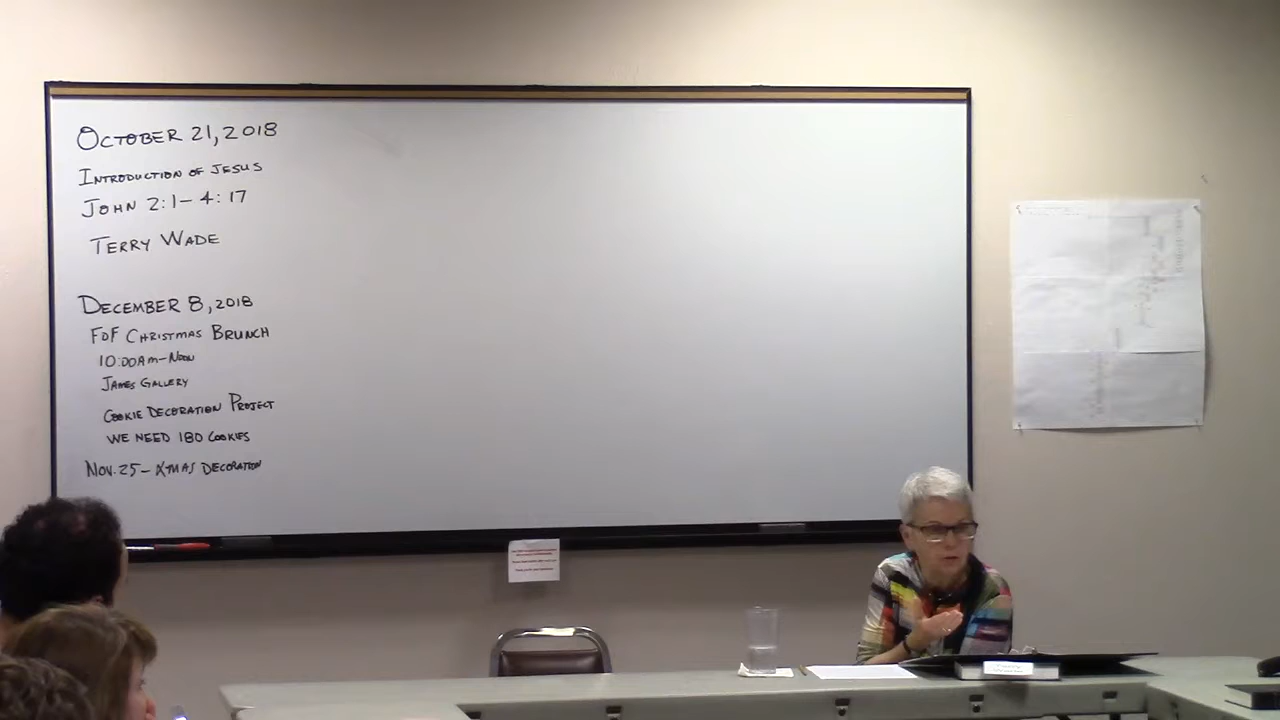 OCTOBER 21, 2018
INTRODUCTION OF JESUS
JOHN 2:1-4:17
TERRY WADE
DECEMBER 8, 2018
FOF CHRISTMAS BRUNCH
10:00AM-NOON
JAMES GALLERY
COOKIE DECORATION PROJECT
WE NEED 180 COOKIES
NOV. 25- XMAS DECORATION